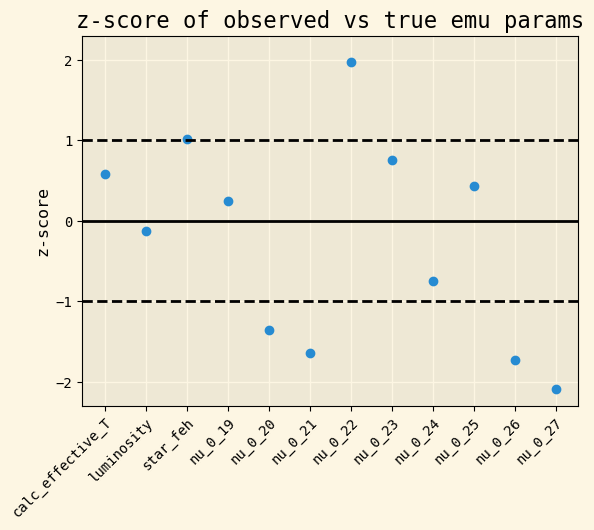 z-score of observed vs true emu params
z-score
2
1
0
−1
−2
calc_effective_T
luminosity
star_feh
nu_0_19
nu_0_20
nu_0_21
nu_0_22
nu_0_23
nu_0_24
nu_0_25
nu_0_26
nu_0_27